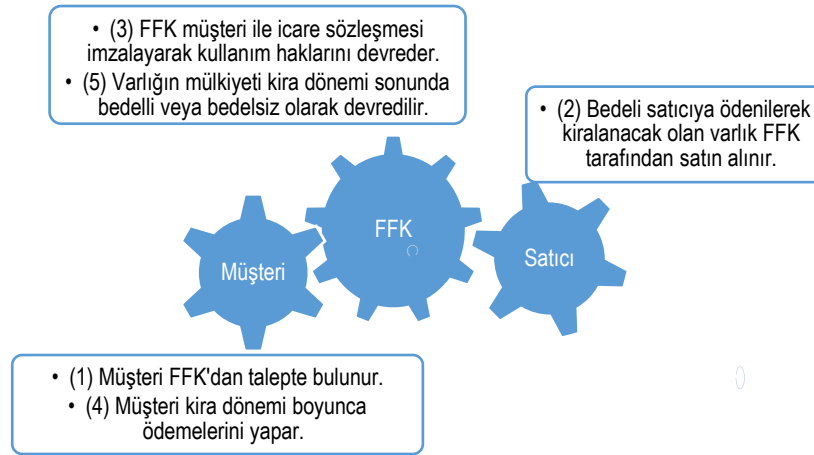 • (3) FFK müşteri ile icare sözleşmesi
imzalayarak kullanım haklarını devreder.
• (5) Varlığın mülkiyeti kira dönemi sonunda
bedelli veya bedelsiz olarak devredilir.
• (2) Bedeli satıcıya ödenilerek
kiralanacak olan varlık FFK
tarafından satın alınır.
FFK
Müşteri
Satıcı
• (1) Müşteri FFK'dan talepte bulunur.
• (4) Müşteri kira dönemi boyunca
ödemelerini yapar.